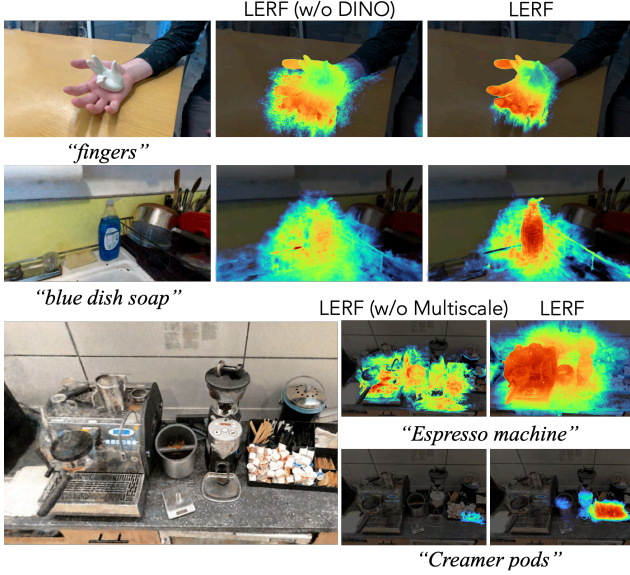 LERF (w/o DINO) LERF
“fingers”
“blue dish soap”
LERF (w/o Multiscale) LERF
“Espresso machine”
“Creamer pods”